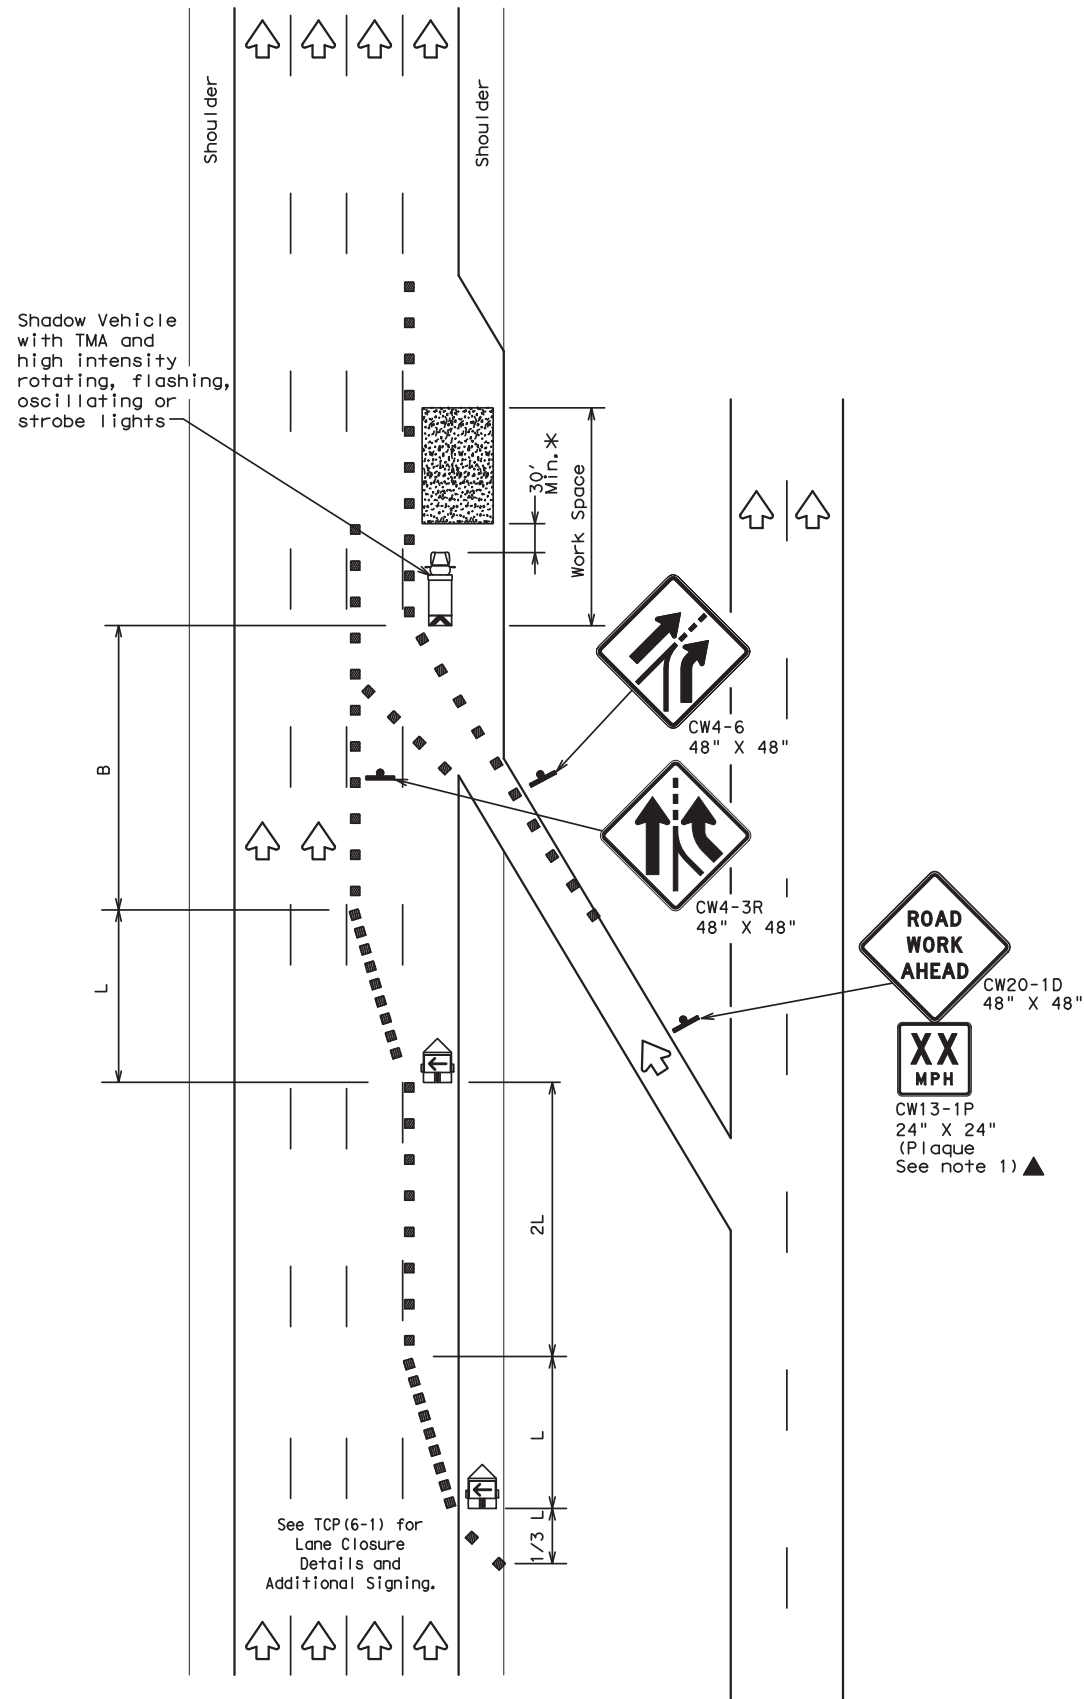 Shoulder
Shoulder
Shadow Vehicle
with TMA and
high intensity
rotating, flashing,
oscillating or
strobe lights
30'
Min.*
Work Space
CW4-6
48" X 48"
B
CW4-3R
48" X 48"
ROAD
WORK
AHEAD
CW20-1D
48" X 48"
L
XX
MPH
CW13-1P
24" X 24"
(Plaque
See note 1)▲
2L
L
1/3 L
See TCP(6-1) for
Lane Closure
Details and
Additional Signing.